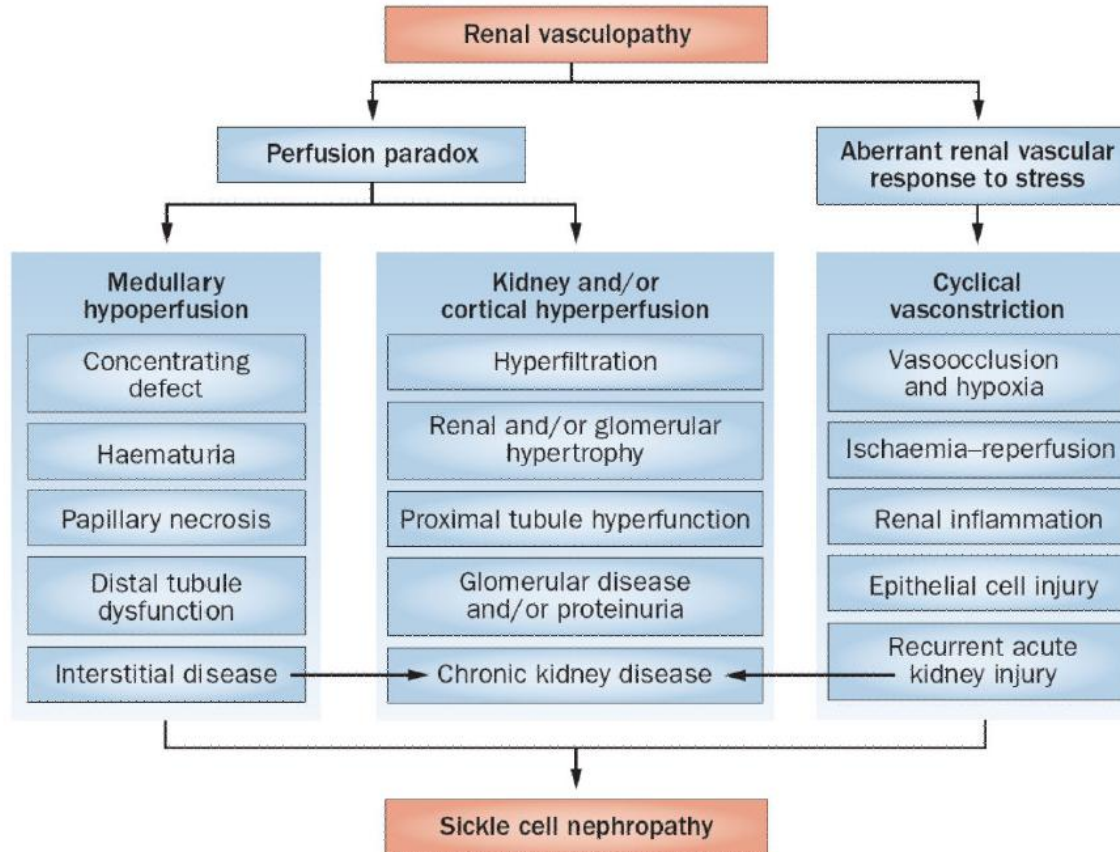 Renal vasculopathy
Perfusion paradox
Aberrant renal vascular
response to stress
Medullary
hypoperfusion
Concentrating
defect
Haematuria
Papillary necrosis
Distal tubule
dysfunction
Interstitial disease
Kidney and/or
cortical hyperperfusion
Hyperfiltration
Renal and/or glomerular
hypertrophy
Proximal tubule hyperfunction
Glomerular disease
and/or proteinuria
Chronic kidney disease
Cyclical
vasconstriction
Vasoocclusion
and hypoxia
Ischaemia–reperfusion
Renal inflammation
Epithelial cell injury
Recurrent acute
kidney injury
Sickle cell nephropathy